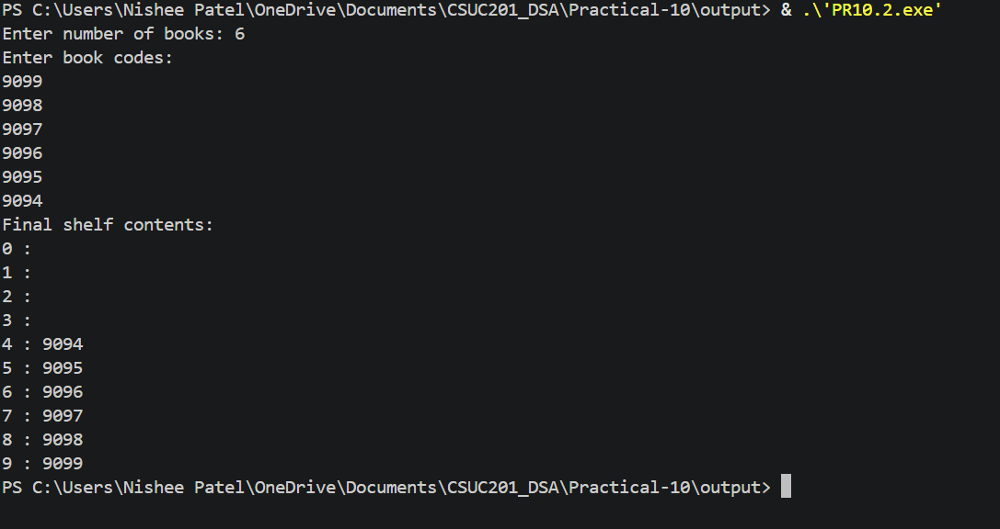 PS C:\Users\Nishee Patel\OneDrive\Documents\CSUC201_DSA\Practical-10\output> & .\'PR10.2.exe'
Enter number of books: 6
Enter book codes:
9099
9098
9097
9096
9095
9094
Final shelf contents:
0 :
1 :
2 :
3 :
4 : 9094
5 : 9095
6 : 9096
7 : 9097
8 : 9098
9 : 9099
PS C:\Users\Nishee Patel\OneDrive\Documents\CSUC201_DSA\Practical-10\output>